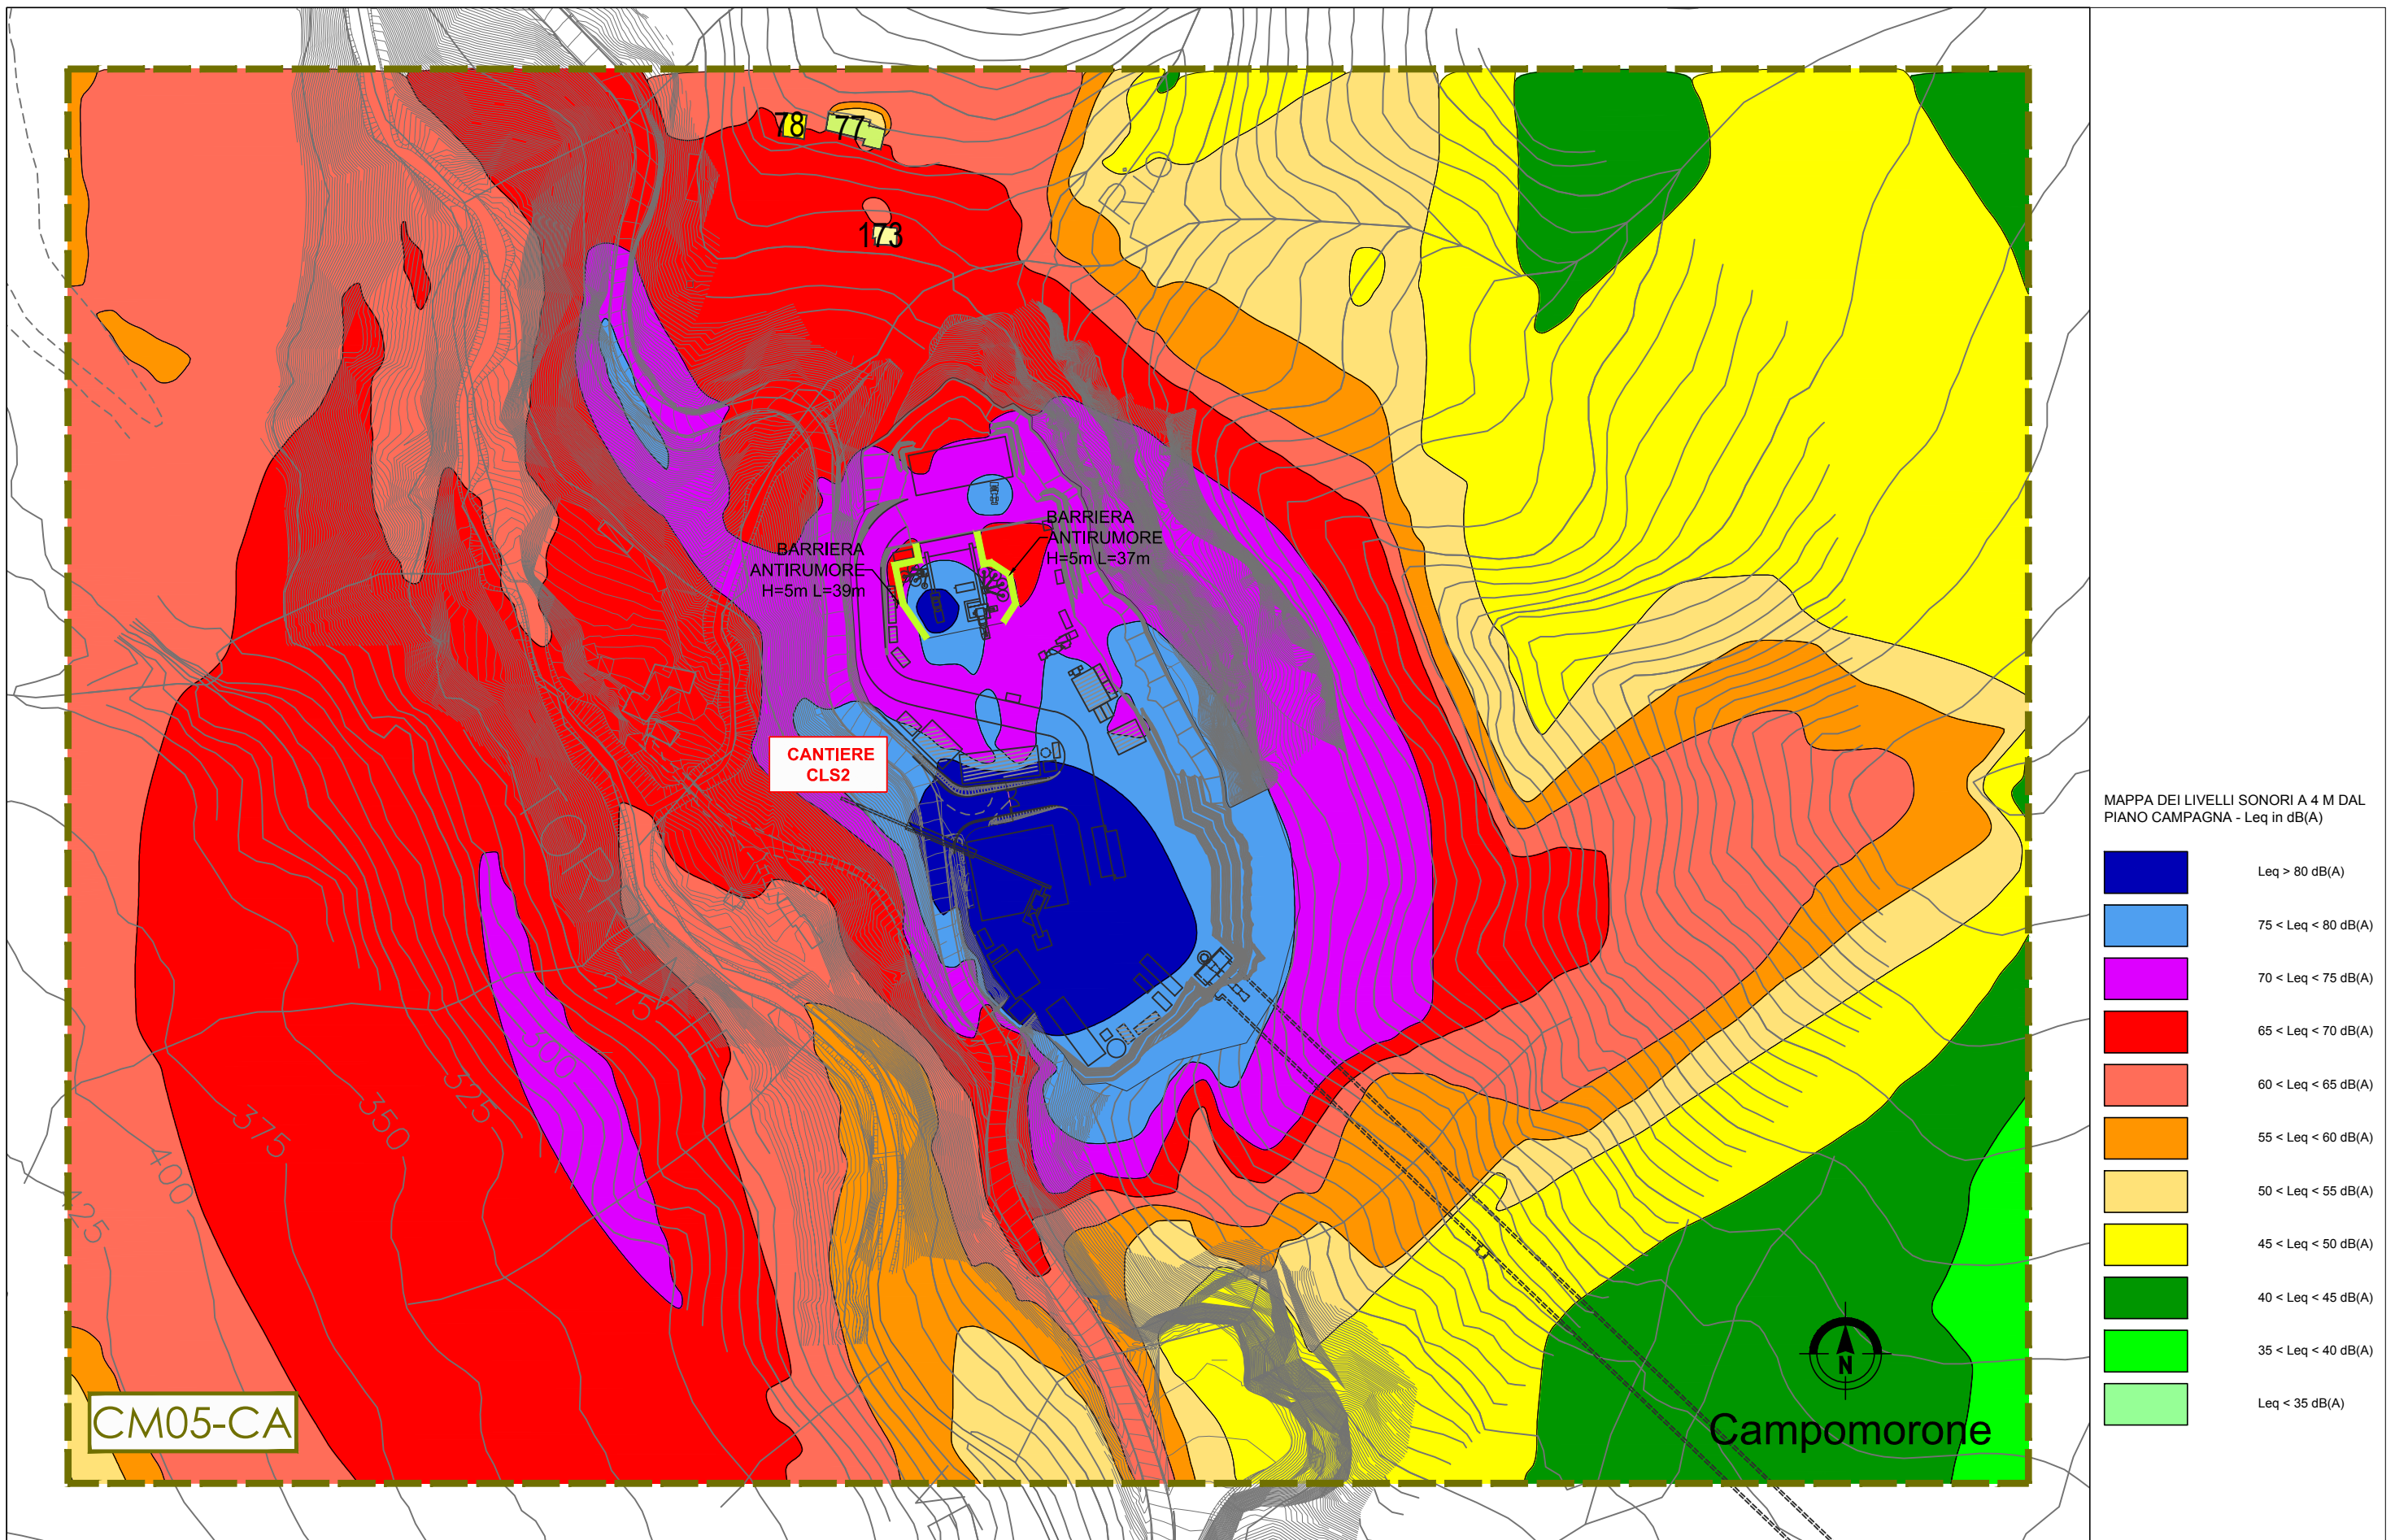 78
77
173
BARRIERA
ANTIRUMORE
H=5m L=37m
BARRIERA
ANTIRUMORE
H=5m L=39m
CANTIERE
CLS2
275
300
325
350
375
400
425
CM05-CA
N
Campomorone
MAPPA DEI LIVELLI SONORI A 4 M DAL
PIANO CAMPAGNA - Leq in dB(A)
Leq > 80 dB(A)
75 < Leq < 80 dB(A)
70 < Leq < 75 dB(A)
65 < Leq < 70 dB(A)
60 < Leq < 65 dB(A)
55 < Leq < 60 dB(A)
50 < Leq < 55 dB(A)
45 < Leq < 50 dB(A)
40 < Leq < 45 dB(A)
35 < Leq < 40 dB(A)
Leq < 35 dB(A)